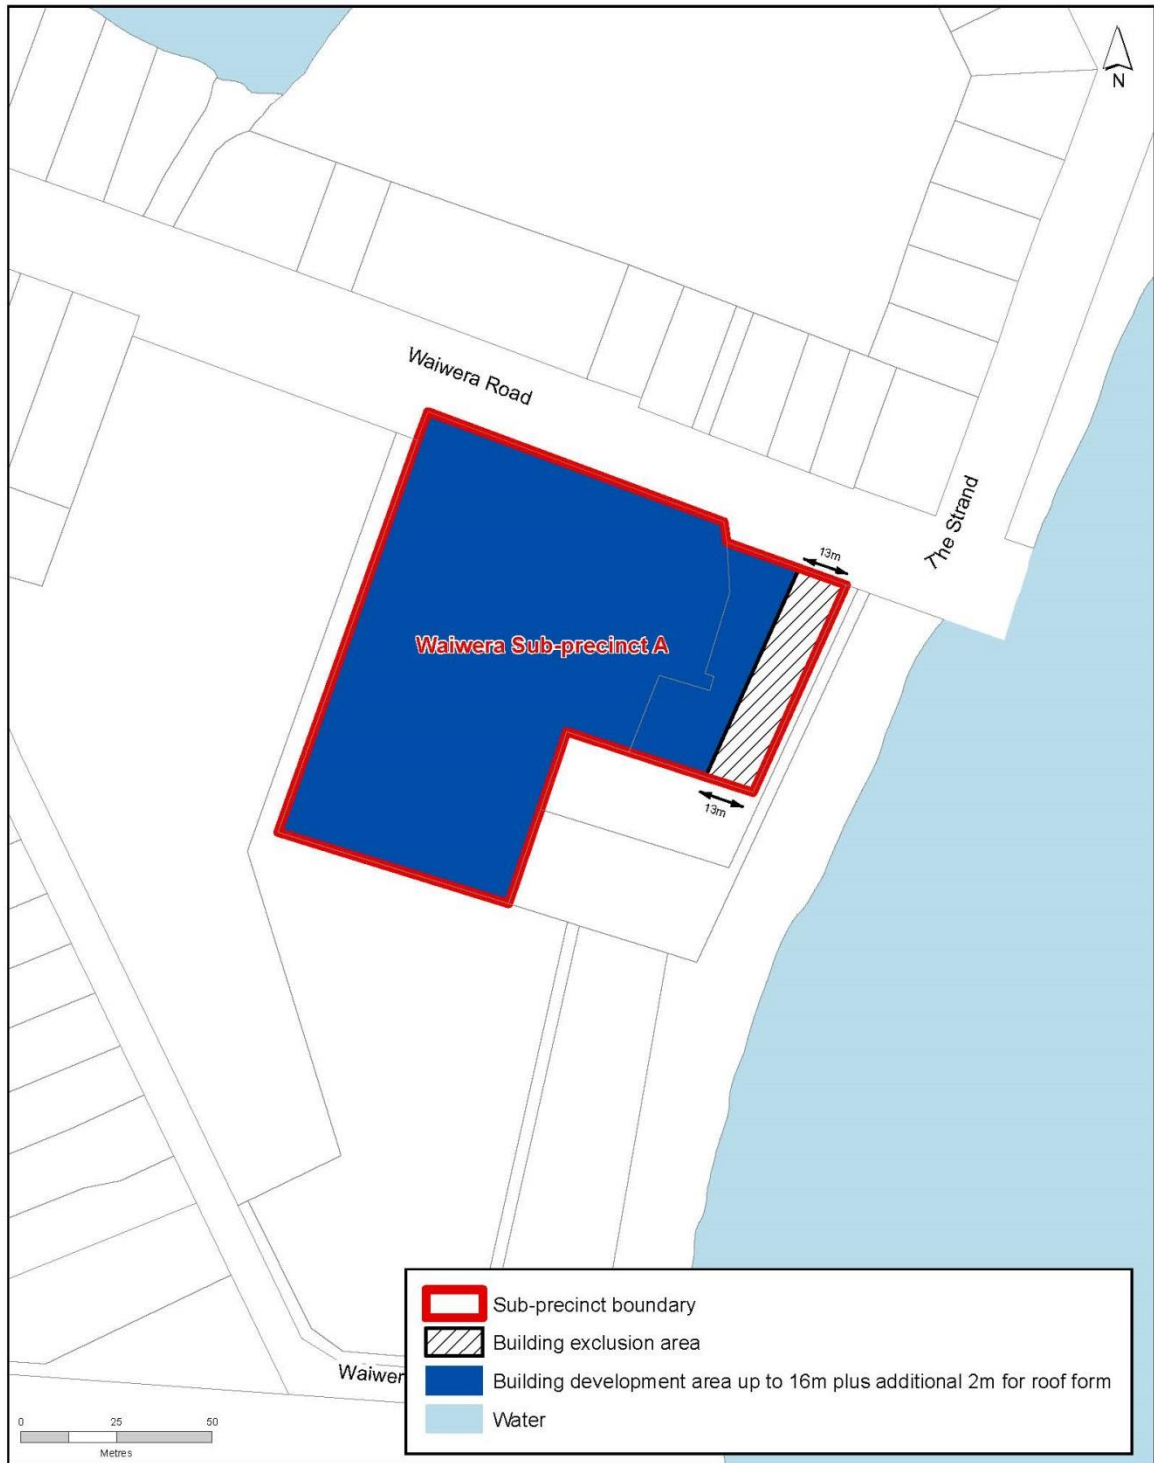 N
Waiwera Road
The Strand
13m
Waiwera Sub-precinct A
13m
Sub-precinct boundary
Building exclusion area
Building development area up to 16m plus additional 2m for roof form
Water
Waiwer
0 25 50
Metres